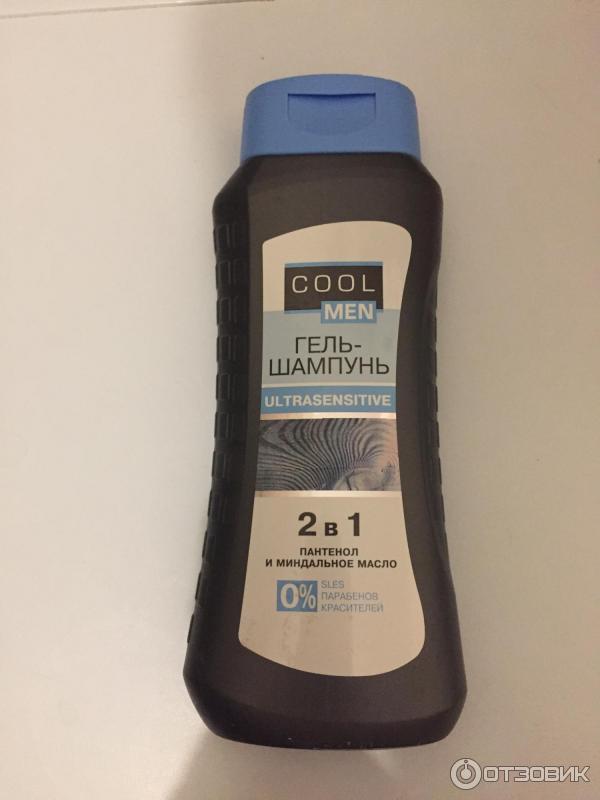 COOL
MEN
ГЕЛЬ-
ШАМПУНЬ
ULTRASENSITIVE
2 в 1
ПАНТЕНОЛ
И МИНДАЛЬНОЕ МАСЛО
0%
SLES
ПАРАБЕНОВ
КРАСИТЕЛЕЙ
ОТЗОВИК